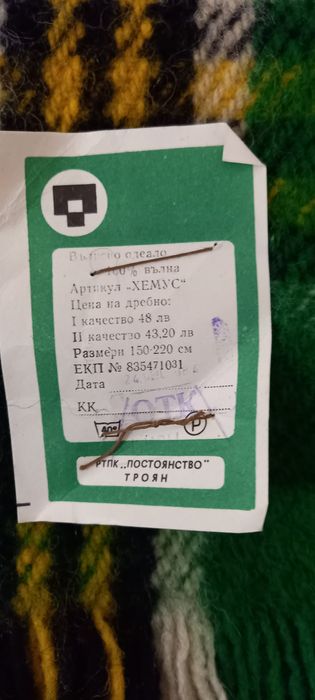 Вълнено одеало
100% вълна
Артикул „ХЕМУС“
Цена на дребно:
I качество 48 лв
II качество 43,20 лв
Размери 150-220 см
ЕКП № 835471031
Дата
КК ОТК
40° P
РТПК „ПОСТОЯНСТВО"
ТРОЯН